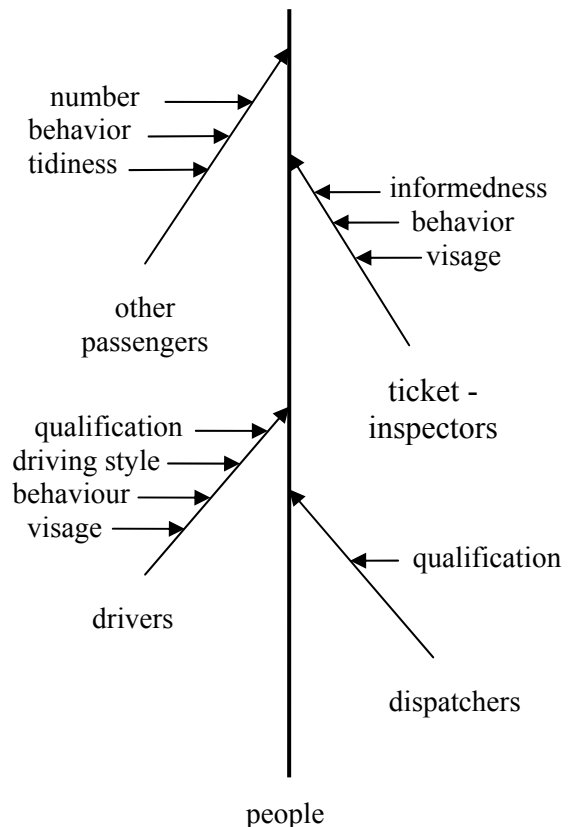 number
behavior
tidiness
other
passengers
informedness
behavior
visage
ticket -
inspectors
qualification
driving style
behaviour
visage
drivers
qualification
dispatchers
people